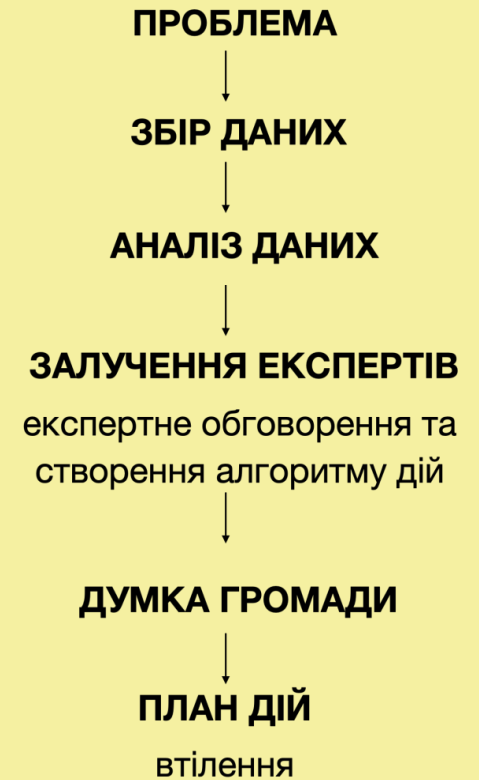 ПРОБЛЕМА
ЗБІР ДАНИХ
АНАЛІЗ ДАНИХ
ЗАЛУЧЕННЯ ЕКСПЕРТІВ
експертне обговорення та
створення алгоритму дій
ДУМКА ГРОМАДИ
ПЛАН ДІЙ
втілення